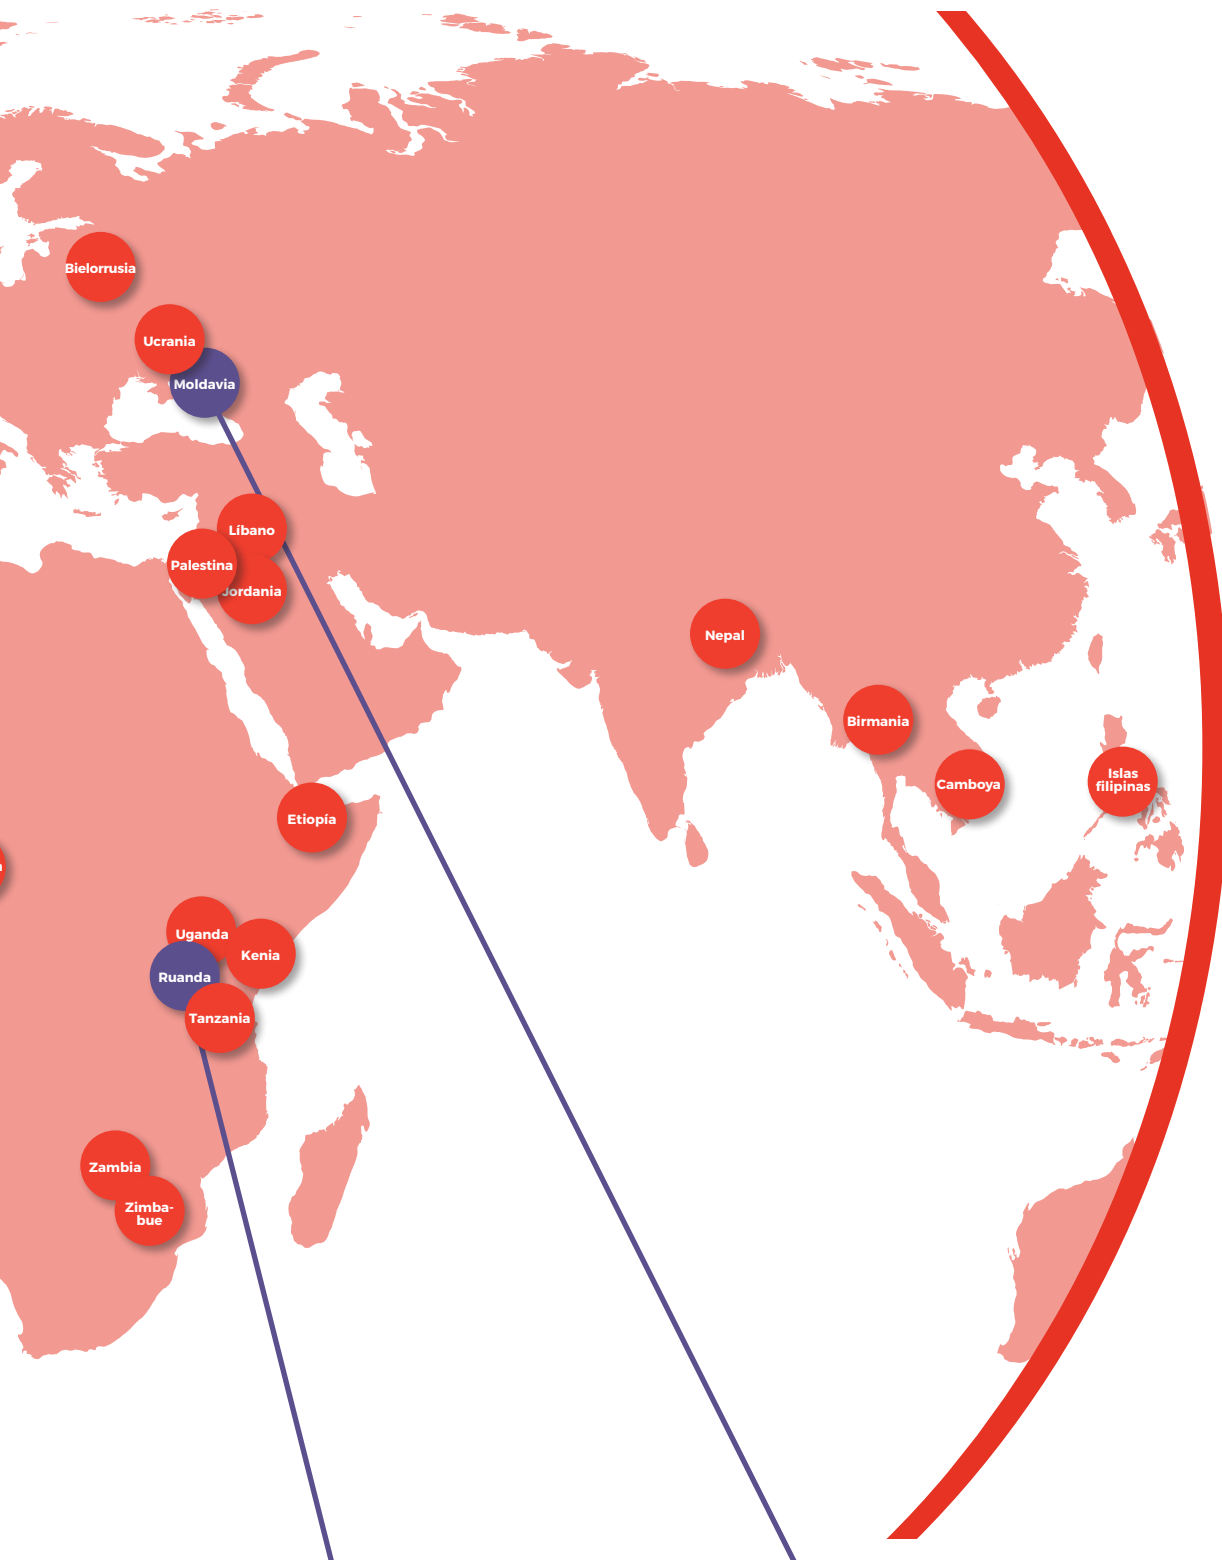 Bielorrusia
Ucrania
Moldavia
Líbano
Palestina
Jordania
Nepal
Birmania
Camboya
Islas
filipinas
Etiopía
Uganda
Kenia
Ruanda
Tanzania
Zambia
Zimba-
bue